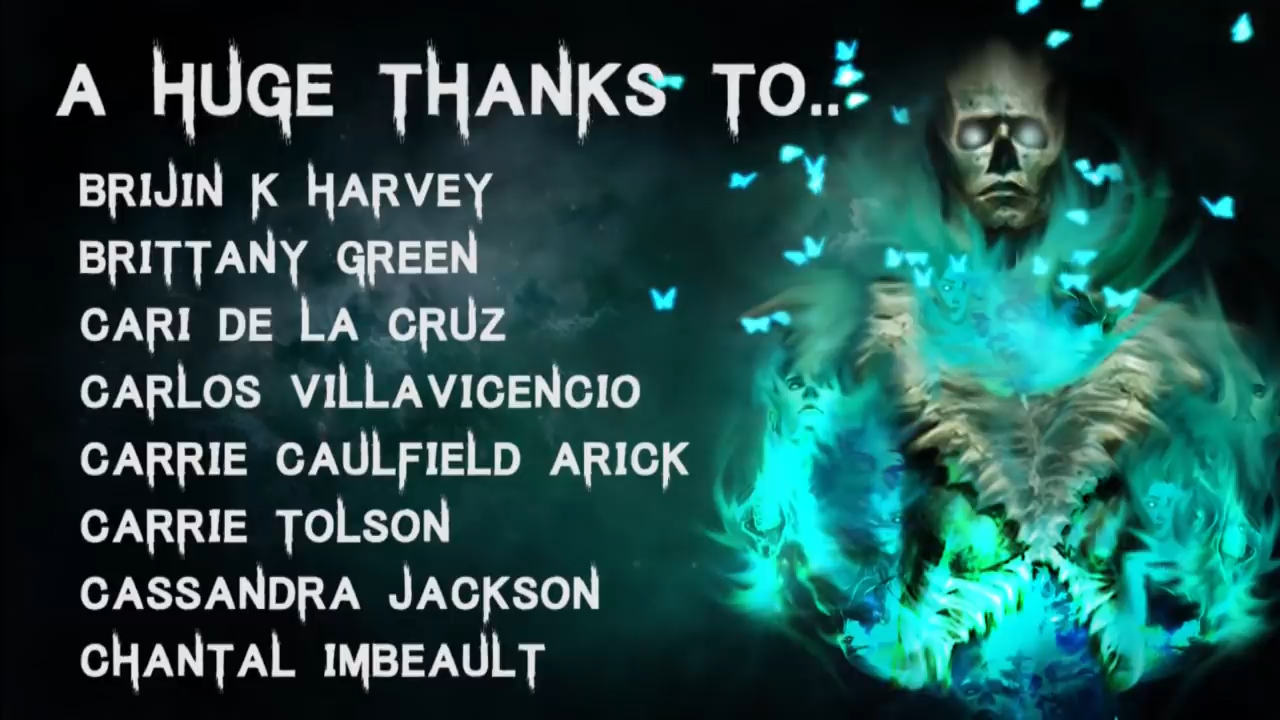 A HUGE THANKS TO..
BRIJIN K HARVEY
BRITTANY GREEN
CARI DE LA CRUZ
CARLOS VILLAVICENCIO
CARRIE CAULFIELD ARICK
CARRIE TOLSON
CASSANDRA JACKSON
CHANTAL IMBEAULT